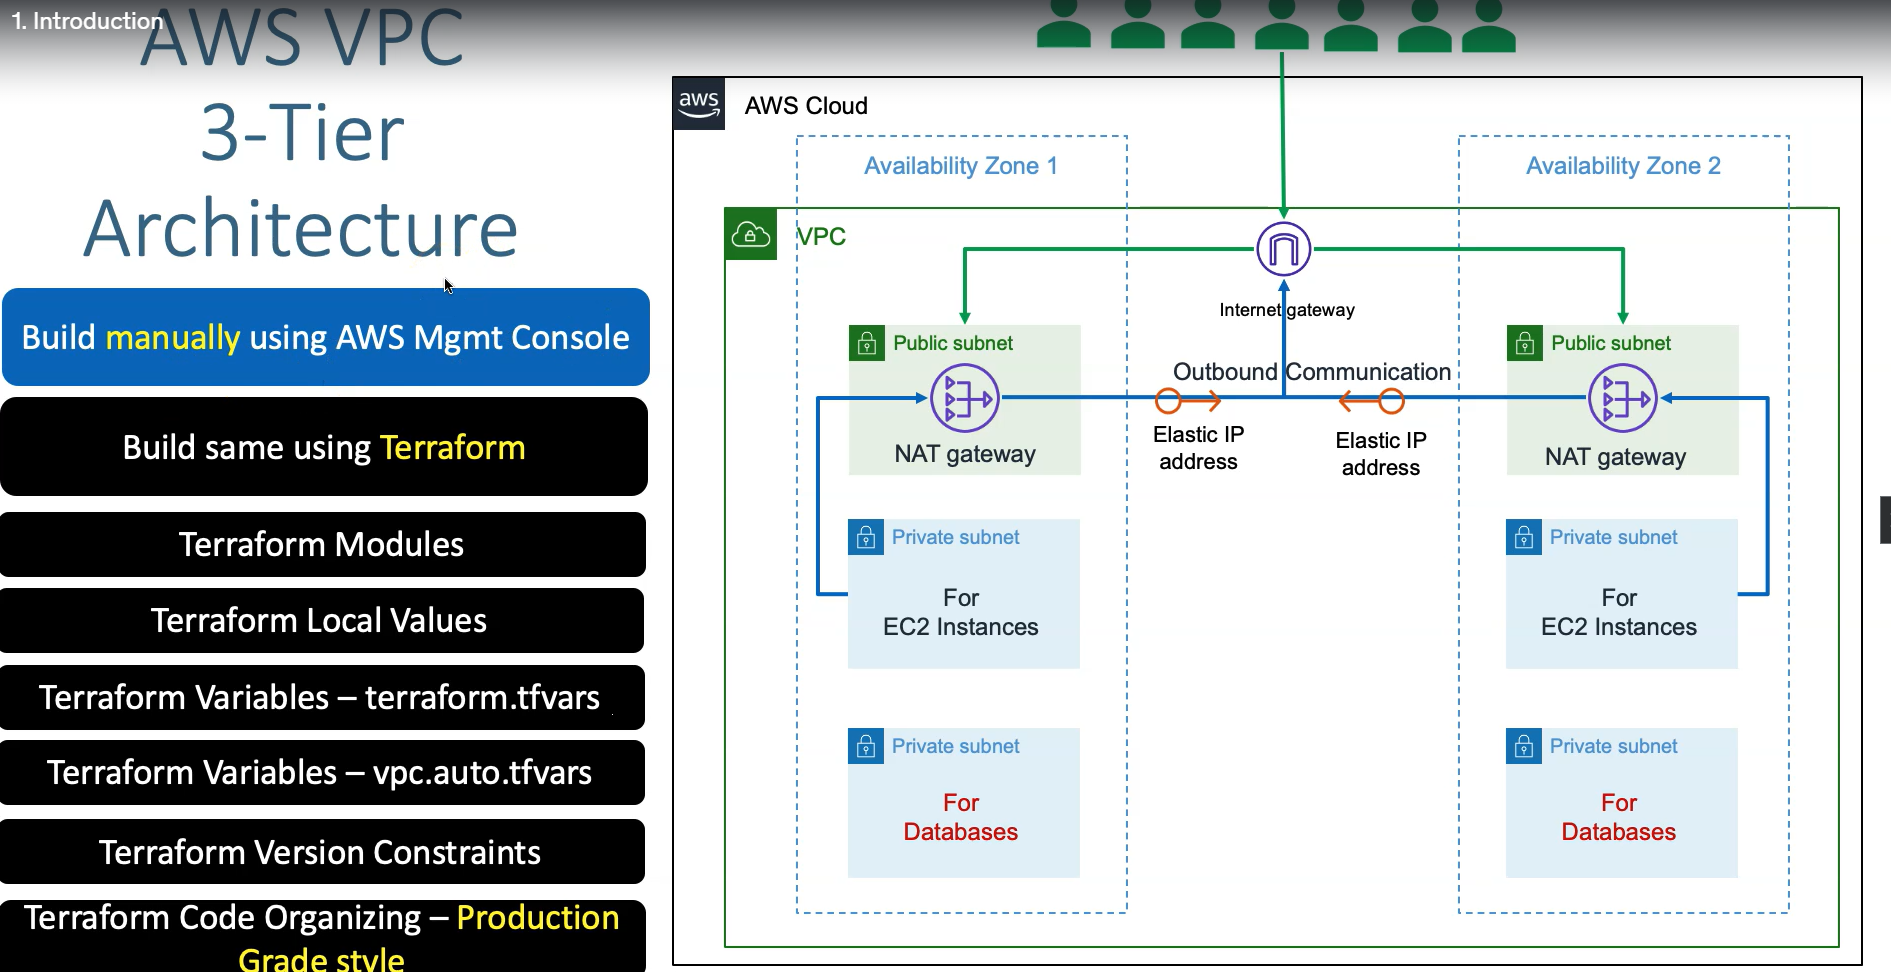 1. Introduction
AWS VPC
3-Tier
Architecture
Build manually using AWS Mgmt Console
Build same using Terraform
Terraform Modules
Terraform Local Values
Terraform Variables – terraform.tfvars
Terraform Variables – vpc.auto.tfvars
Terraform Version Constraints
Terraform Code Organizing – Production
Grade style
aws
AWS Cloud
Availability Zone 1
Availability Zone 2
VPC
Internet gateway
Public subnet
NAT gateway
Outbound Communication
Elastic IP
address
Elastic IP
address
Public subnet
NAT gateway
Private subnet
For
EC2 Instances
Private subnet
For
EC2 Instances
Private subnet
For
Databases
Private subnet
For
Databases